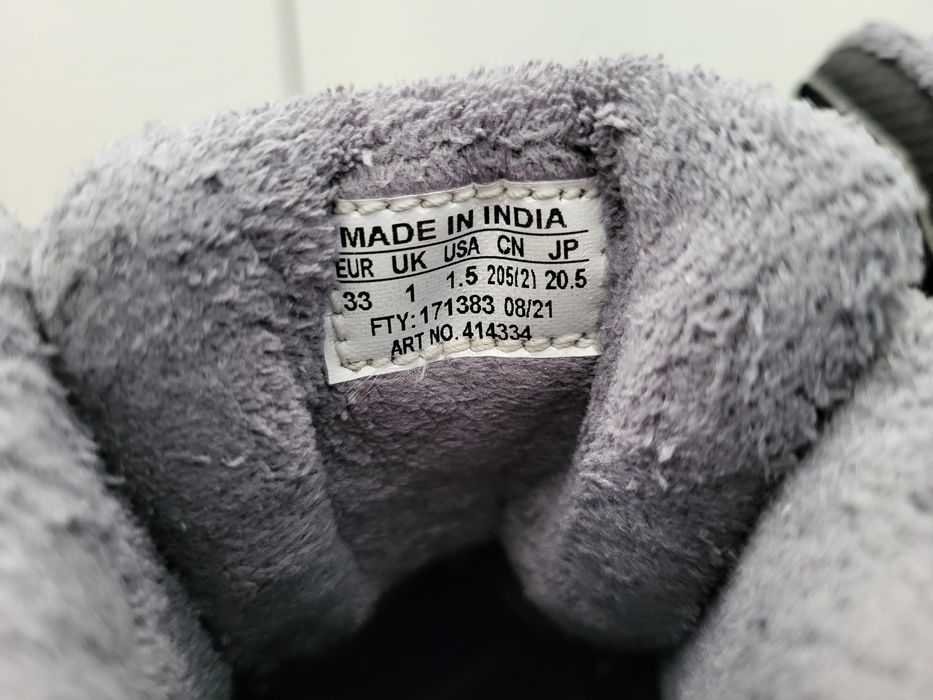 MADE IN INDIA
EUR UK USA CN JP
33 1 1.5 205(2) 20.5
FTY:171383 08/21
ART NO.414334